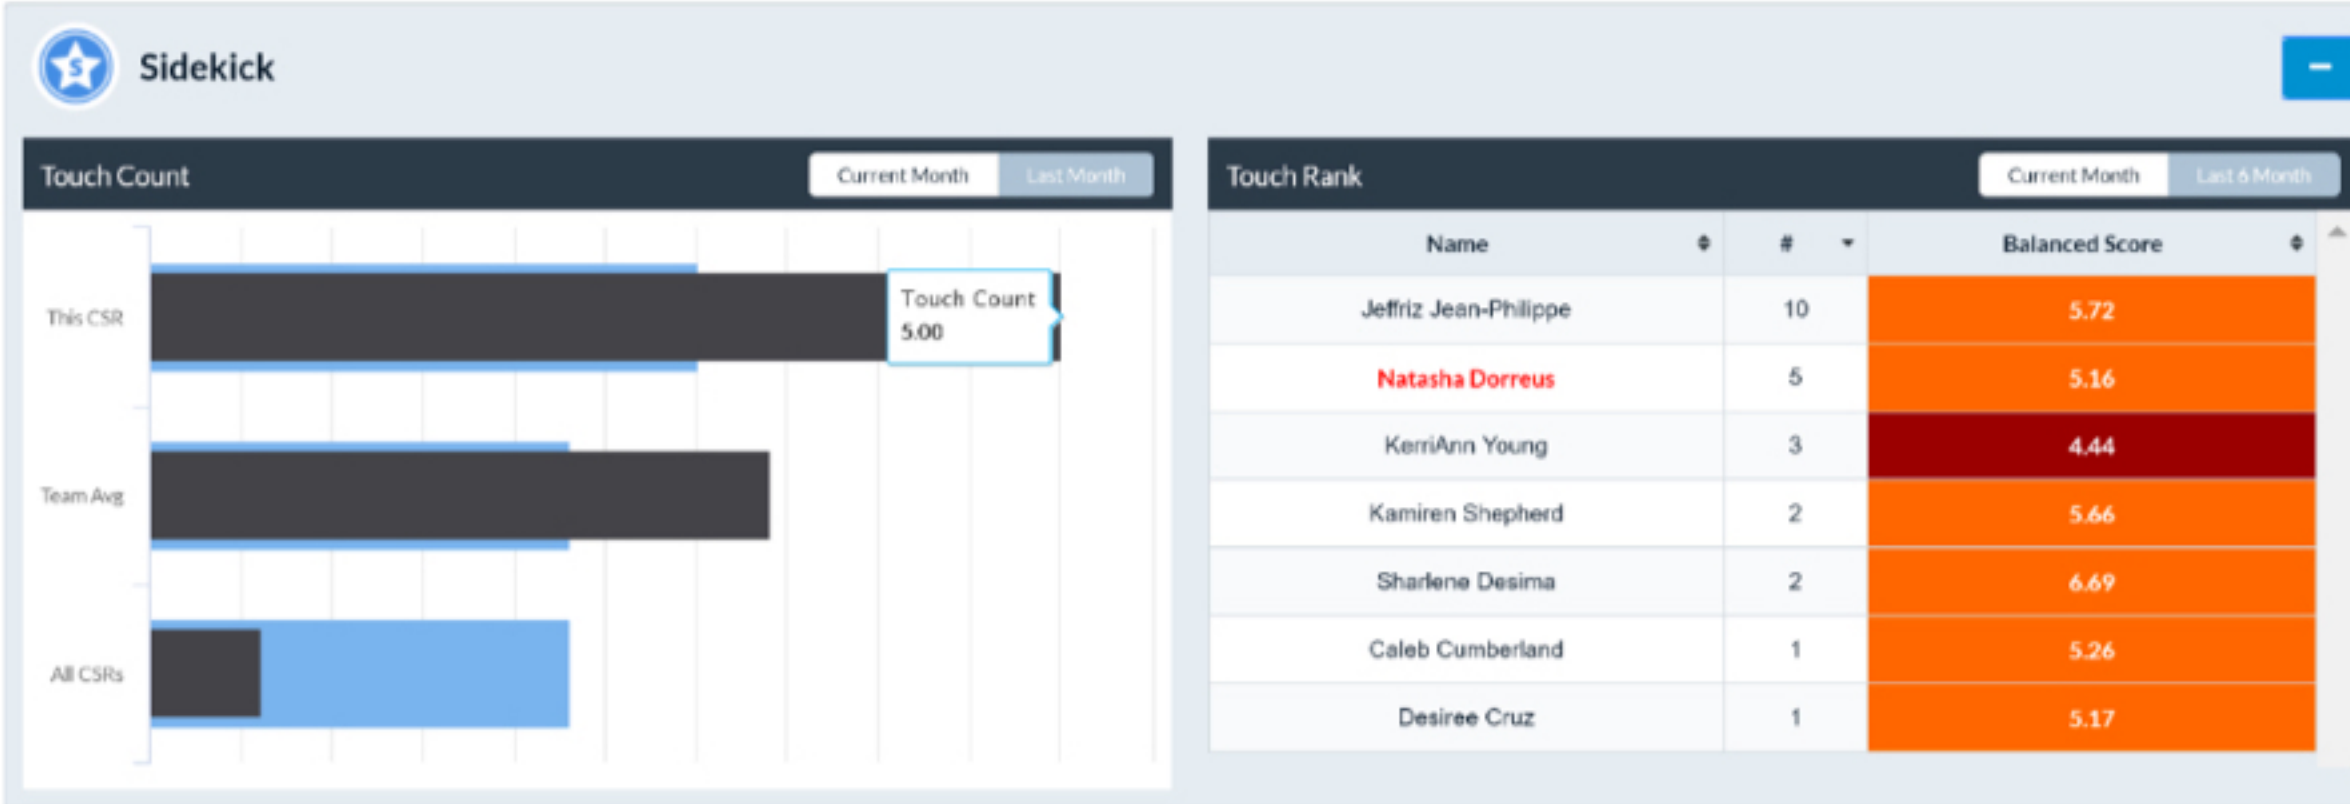 S
Sidekick
Touch Count
Current Month
Last Month
This CSR
Touch Count
5.00
Team Avg
All CSRs
Touch Rank
Current Month
Last 6 Month
Name # Balanced Score
Jeffriz Jean-Philippe 10 5.72
Natasha Dorreus 5 5.16
KerriAnn Young 3 4.44
Kamiren Shepherd 2 5.66
Sharlene Desima 2 6.69
Caleb Cumberland 1 5.26
Desiree Cruz 1 5.17